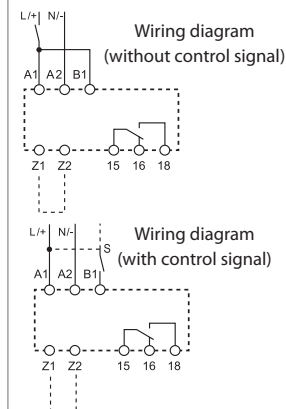 L/+ N/-
Wiring diagram
(without control signal)
A1 A2 B1
Z1 Z2 15 16 18
L/+ N/-
Wiring diagram
S
(with control signal)
A1 A2 B1
Z1 Z2 15 16 18